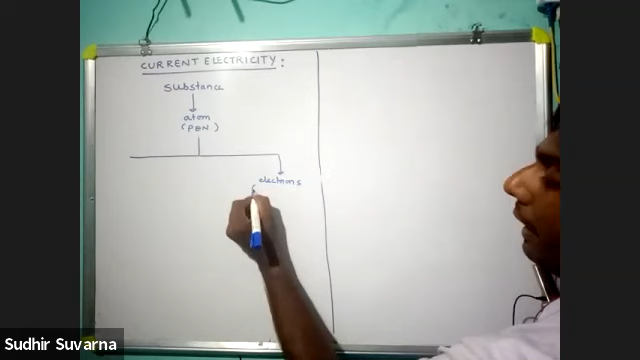 CURRENT ELECTRICITY :
Substance
atom
(PEN)
electrons
(
Sudhir Suvarna